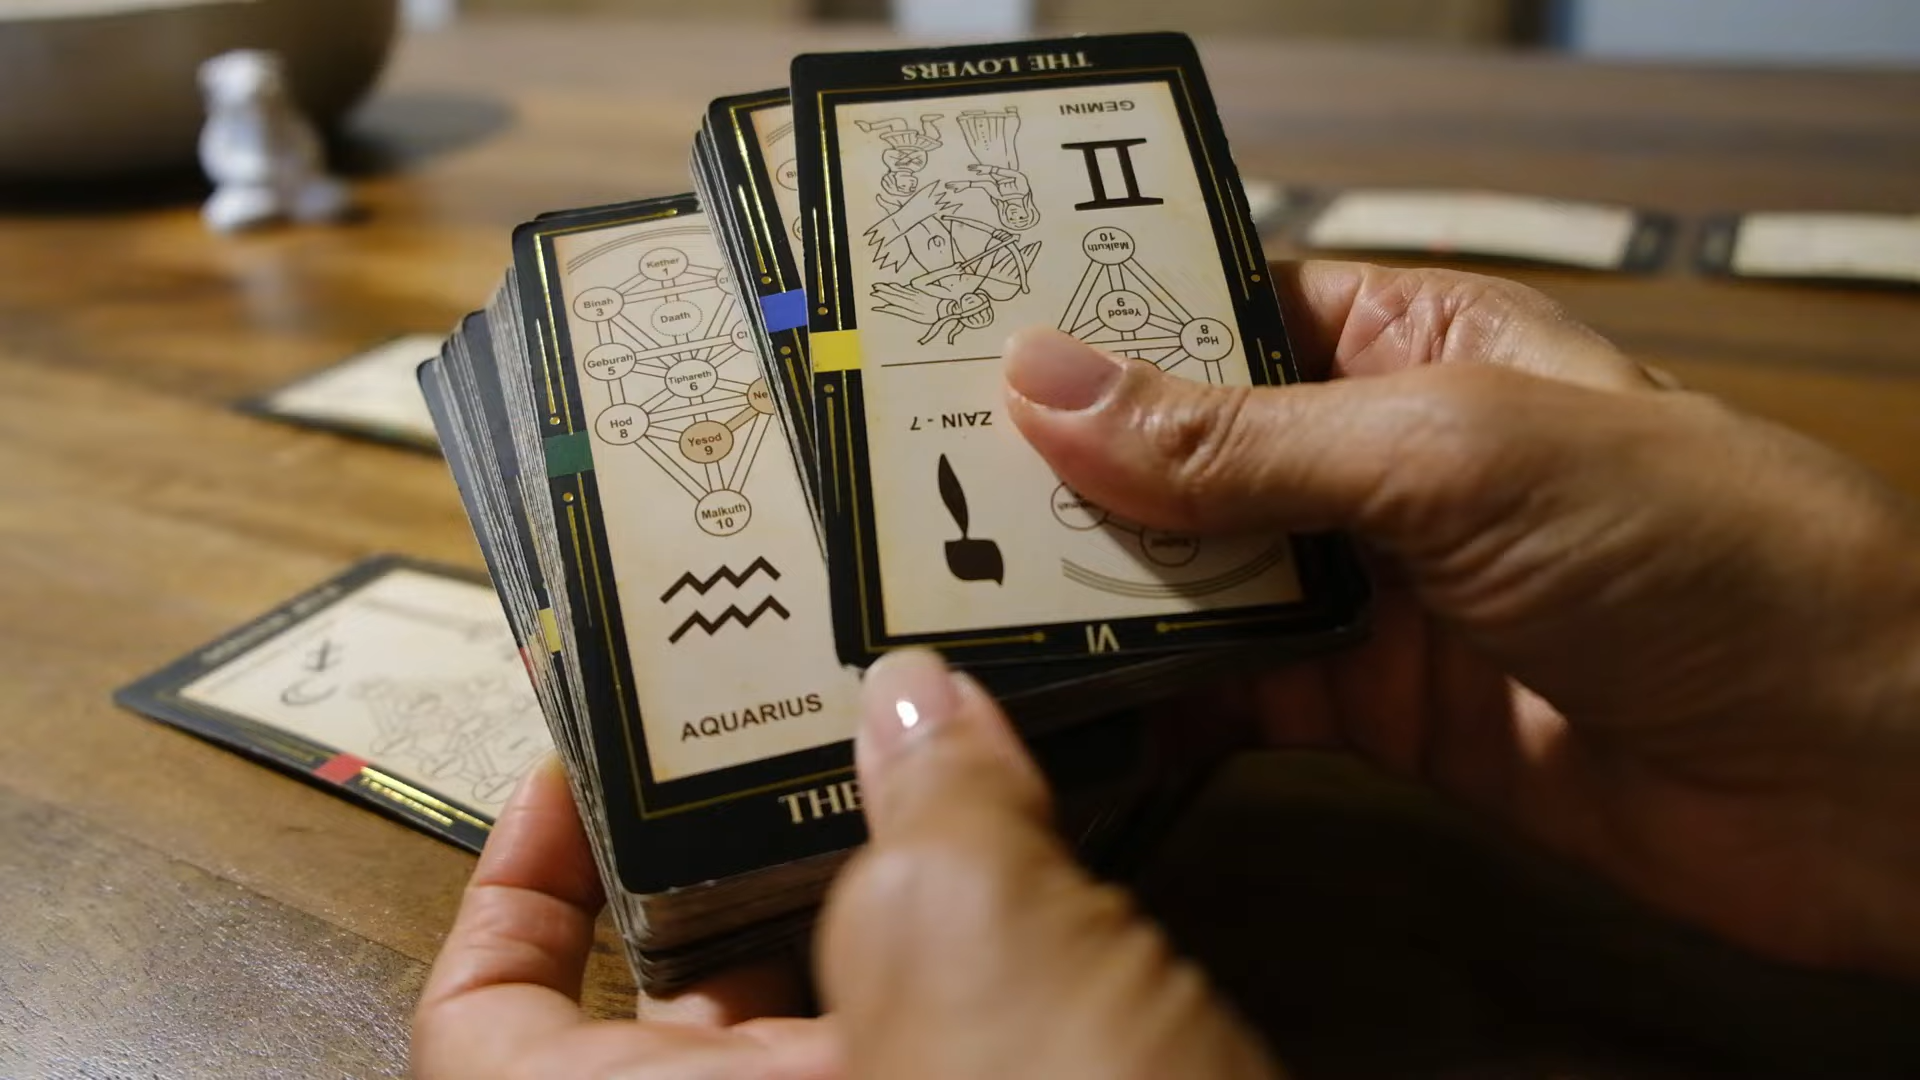 THE LOVERS
GEMINI
Malkuth
10
Yesod
9
Hod
8
ZAIN - 7
VI
Kether
1
Binah
3
Daath
Geburah
5
Tiphareth
6
Hod
8
Yesod
9
Malkuth
10
AQUARIUS
THE